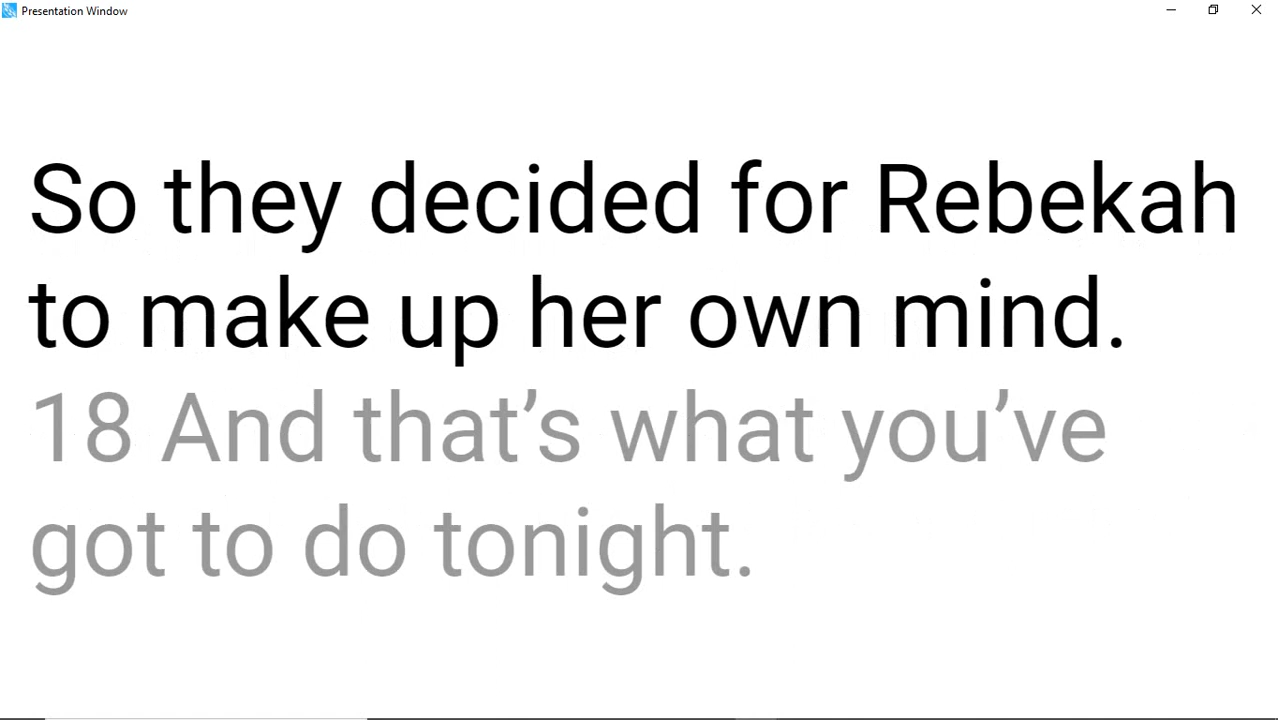 Presentation Window
So they decided for Rebekah
to make up her own mind.
18 And that’s what you’ve
got to do tonight.